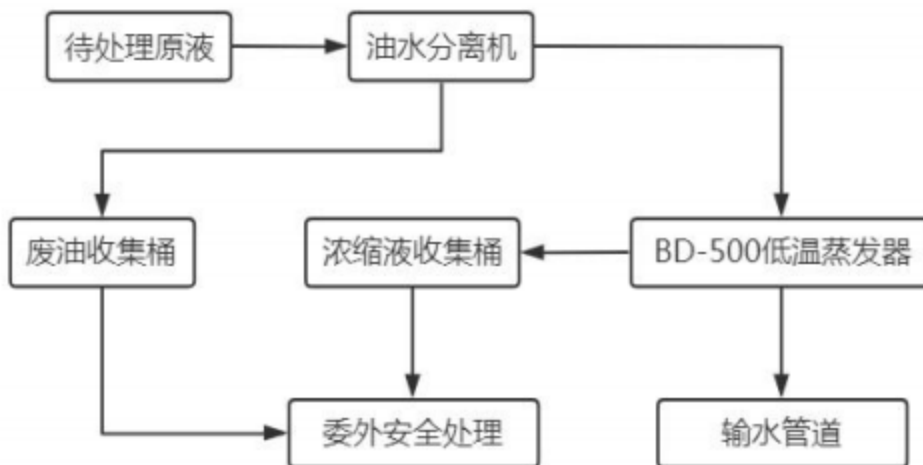 待处理原液
油水分离机
废油收集桶
浓缩液收集桶
BD-500低温蒸发器
委外安全处理
输水管道